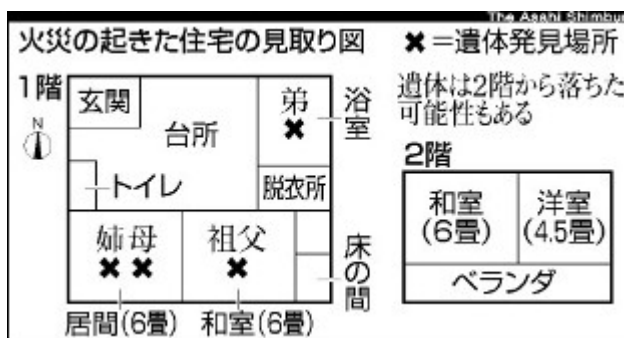 The Asahi Shimbun
火災の起きた住宅の見取り図
✖=遺体発見場所
1階
N
玄関
台所
トイレ
弟
✖
浴室
脱衣所
姉 母
✖ ✖
祖父
✖
床の間
居間(6畳)
和室(6畳)
遺体は2階から落ちた
可能性もある
2階
和室
(6畳)
洋室
(4.5畳)
ベランダ